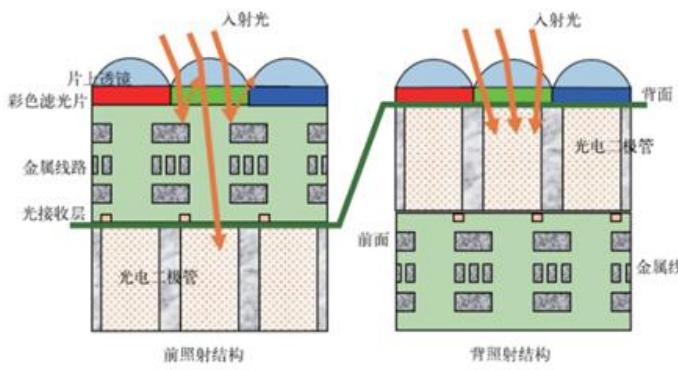 入射光
片上透镜
彩色滤光片
金属线路
光接收层
光电二极管
前照射结构
入射光
背面
光电二极管
前面
金属线
背照射结构